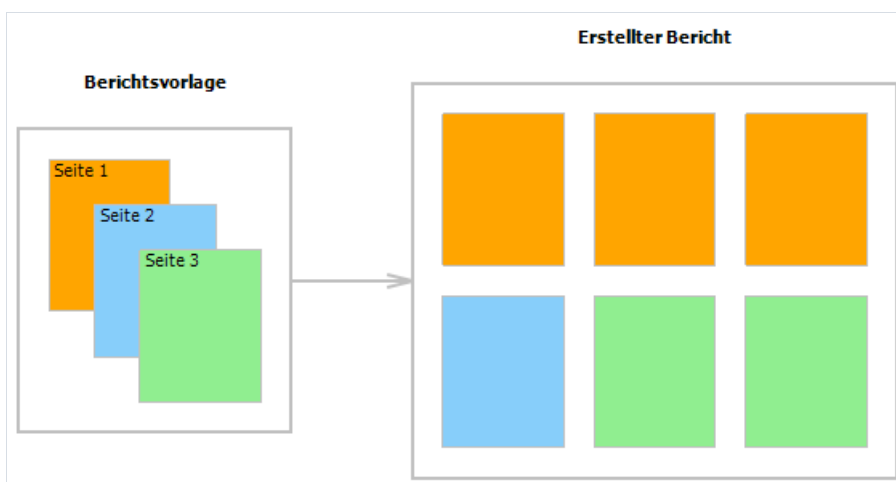 Erstellter Bericht
Berichtsvorlage
Seite 1
Seite 2
Seite 3